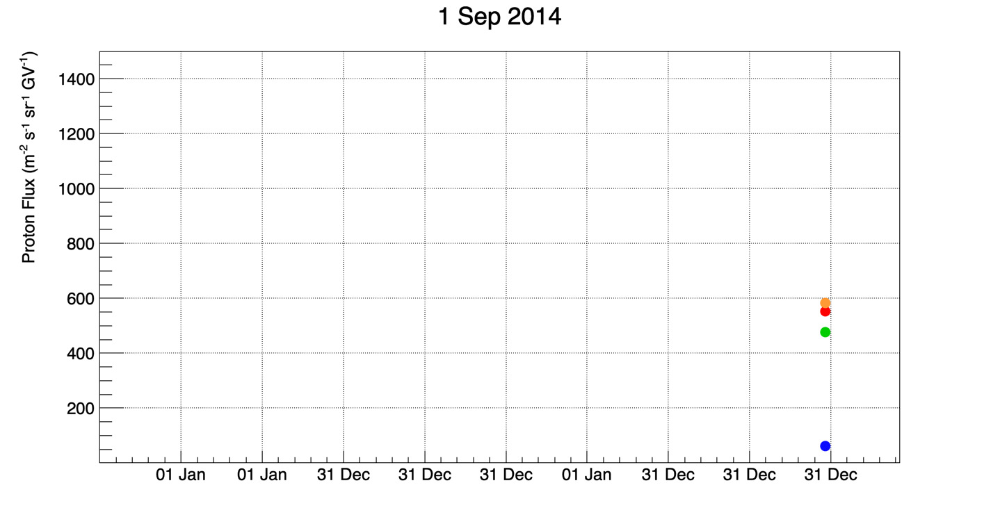 1 Sep 2014
Proton Flux (m⁻² s⁻¹ sr⁻¹ GV⁻¹)
1400
1200
1000
800
600
400
200
01 Jan 01 Jan 31 Dec 31 Dec 31 Dec 01 Jan 31 Dec 31 Dec 31 Dec